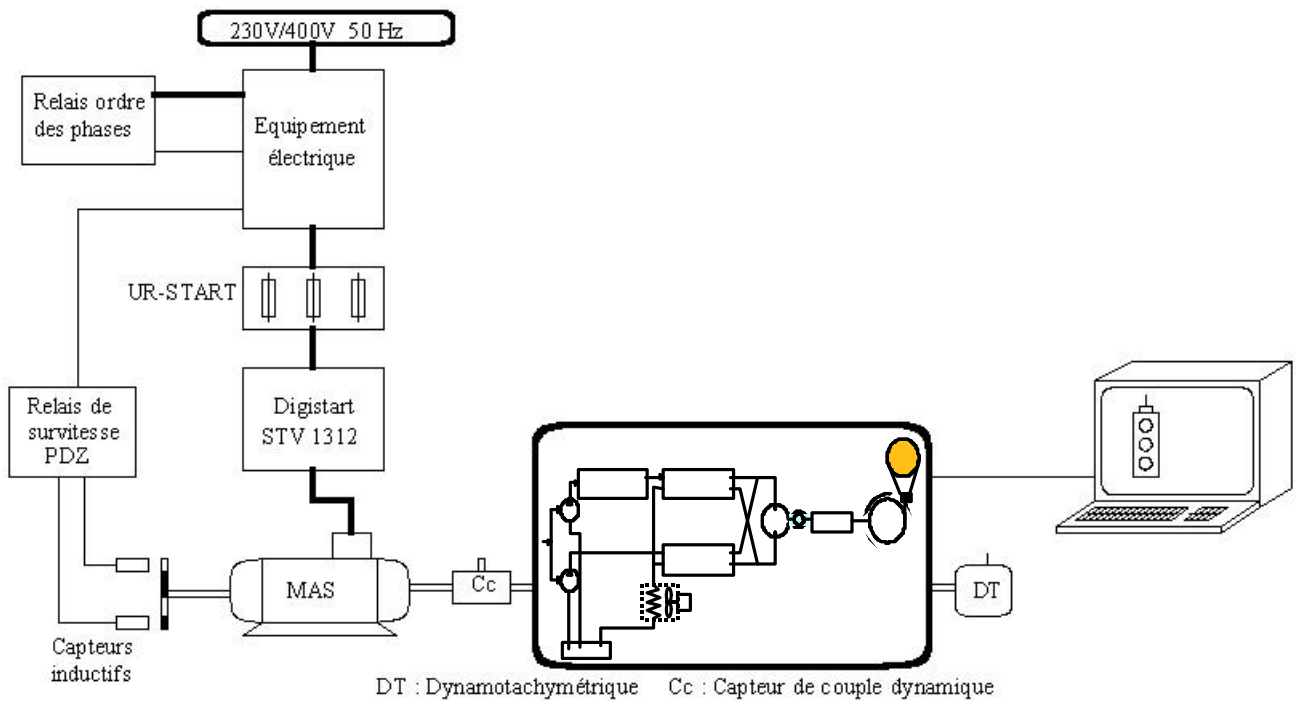 230V/400V 50 Hz
Relais ordre
des phases
Equipement
électrique
UR-START
Relais de
survitesse
PDZ
Digistart
STV 1312
MAS
Cc
DT
Capteurs
inductifs
DT : Dynamotachymétrique Cc : Capteur de couple dynamique